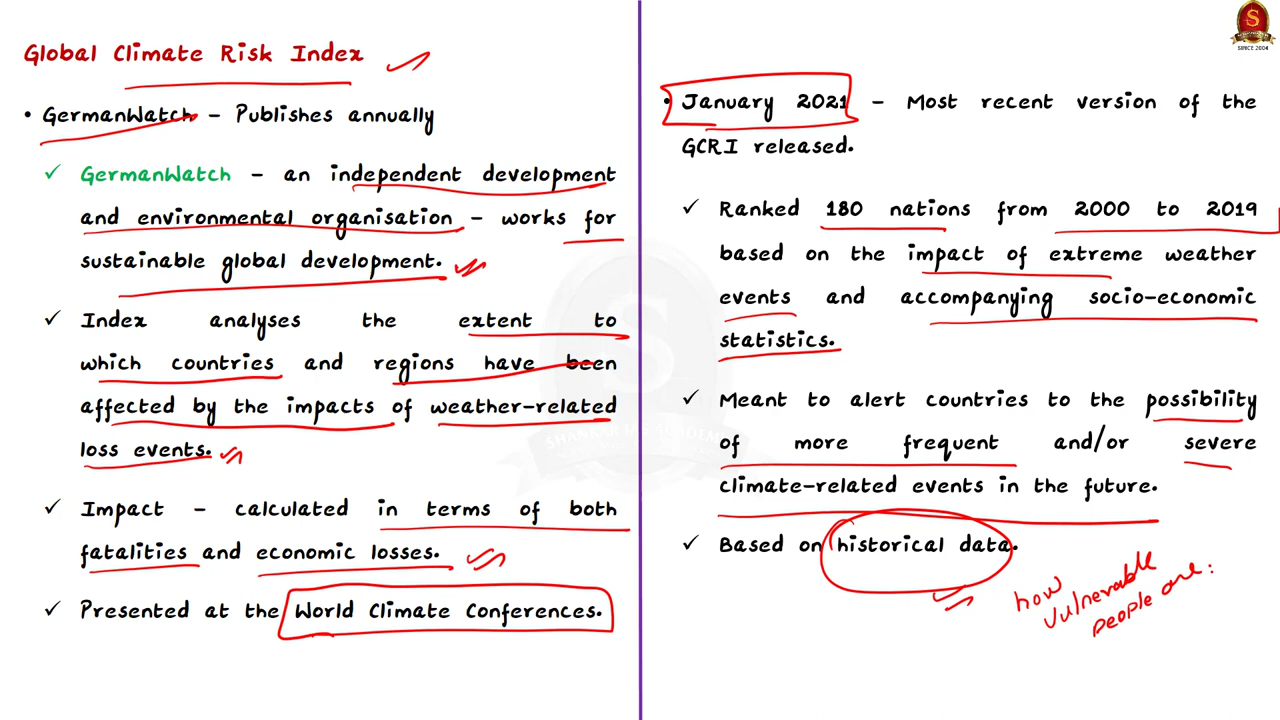 Global Climate Risk Index
• GermanWatch – Publishes annually
✓ GermanWatch – an independent development
and environmental organisation – works for
sustainable global development.
✓ Index analyses the extent to
which countries and regions have been
affected by the impacts of weather-related
loss events.
✓ Impact – calculated in terms of both
fatalities and economic losses.
✓ Presented at the World Climate Conferences.
S
SINCE 2004
• January 2021 – Most recent version of the
GCRI released.
✓ Ranked 180 nations from 2000 to 2019
based on the impact of extreme weather
events and accompanying socio-economic
statistics.
✓ Meant to alert countries to the possibility
of more frequent and/or severe
climate-related events in the future.
✓ Based on historical data.
how
vulnerable
people are: